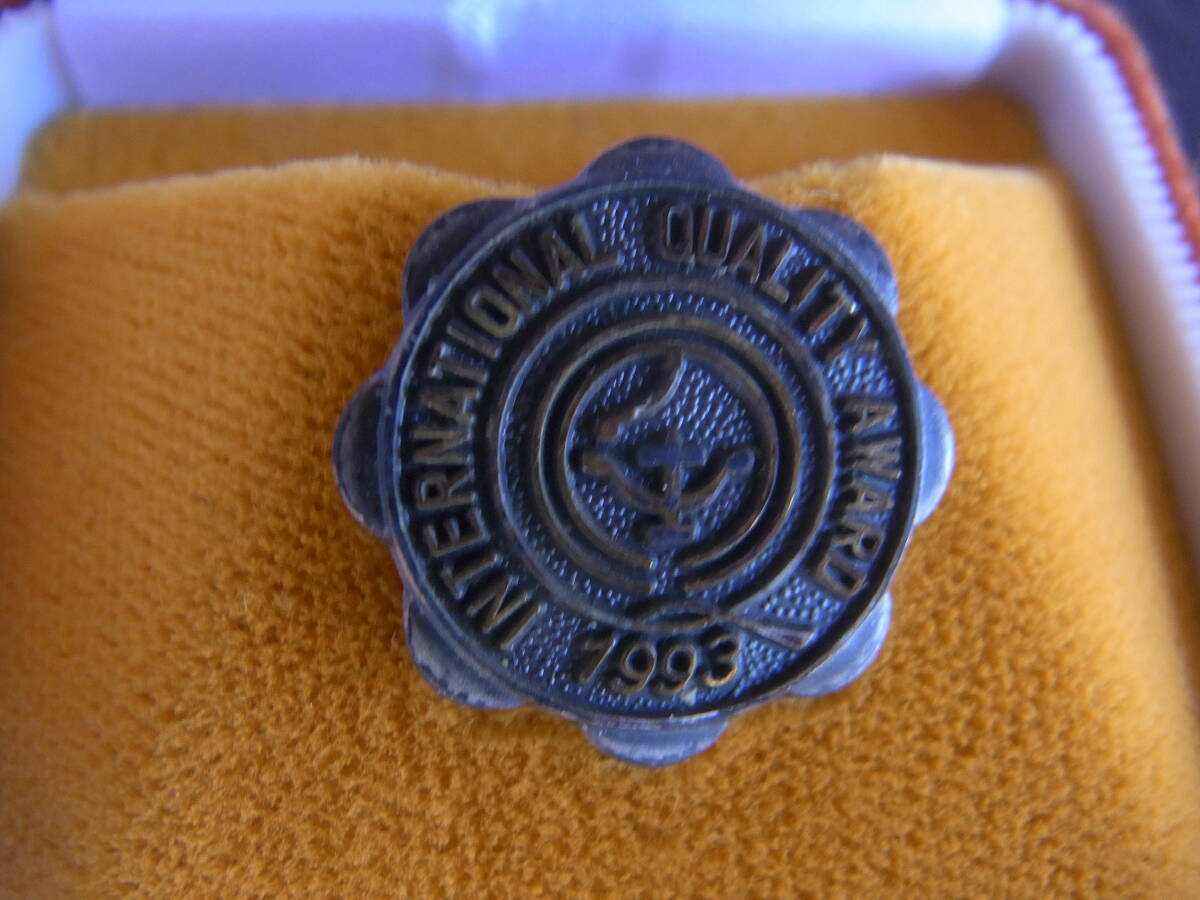 INTERNATIONAL QUALITY AWARD
1993